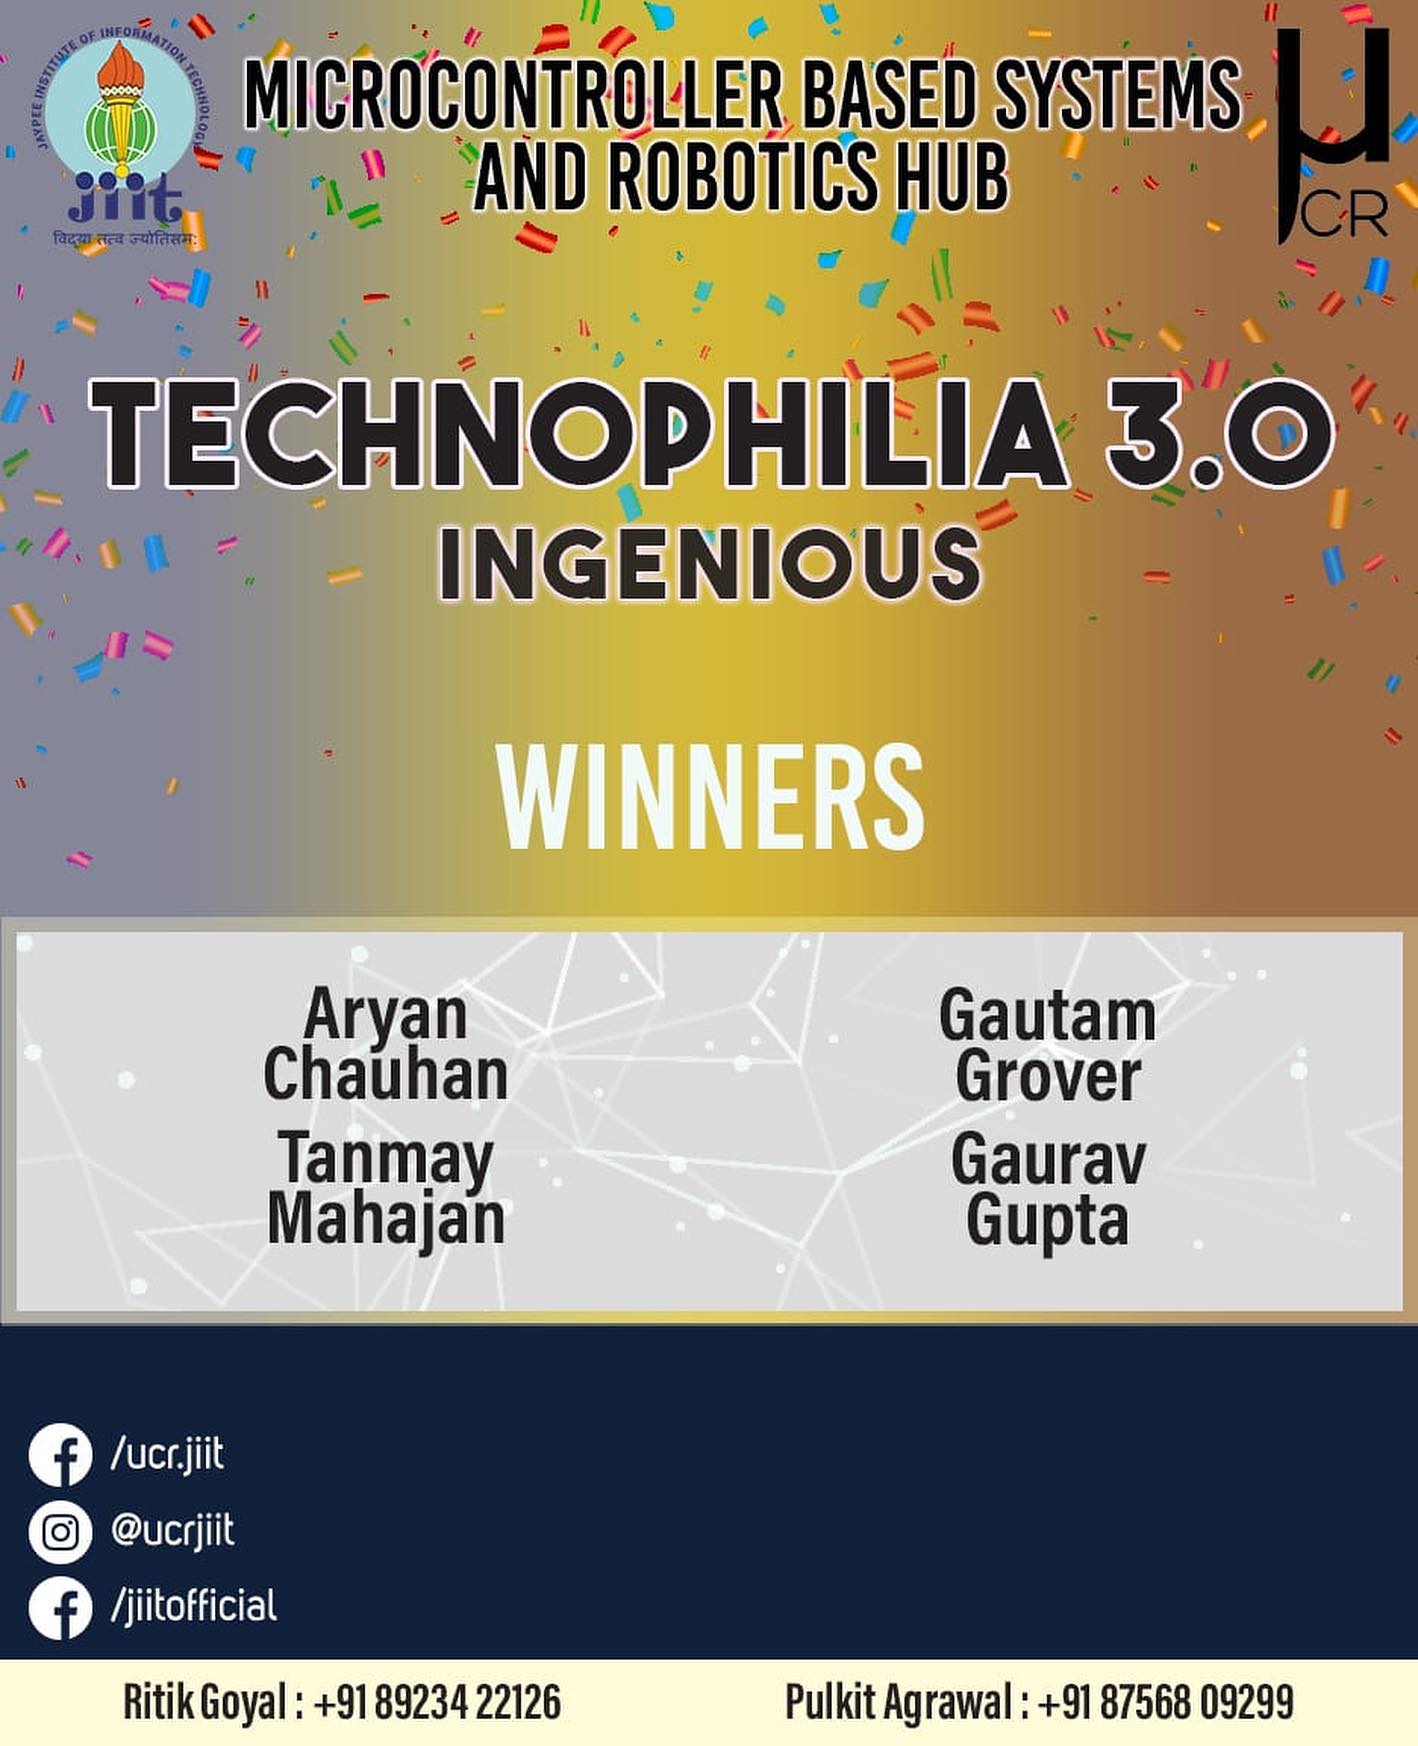 JAYPEE INSTITUTE OF INFORMATION TECHNOLOGY
jiit
विद्या तत्व ज्योतिसम:
MICROCONTROLLER BASED SYSTEMS
AND ROBOTICS HUB
μCR
TECHNOPHILIA 3.0
INGENIOUS
WINNERS
Aryan
Chauhan
Gautam
Grover
Tanmay
Mahajan
Gaurav
Gupta
/ucr.jiit
@ucrjiit
/jiitofficial
Ritik Goyal : +91 89234 22126
Pulkit Agrawal : +91 87568 09299